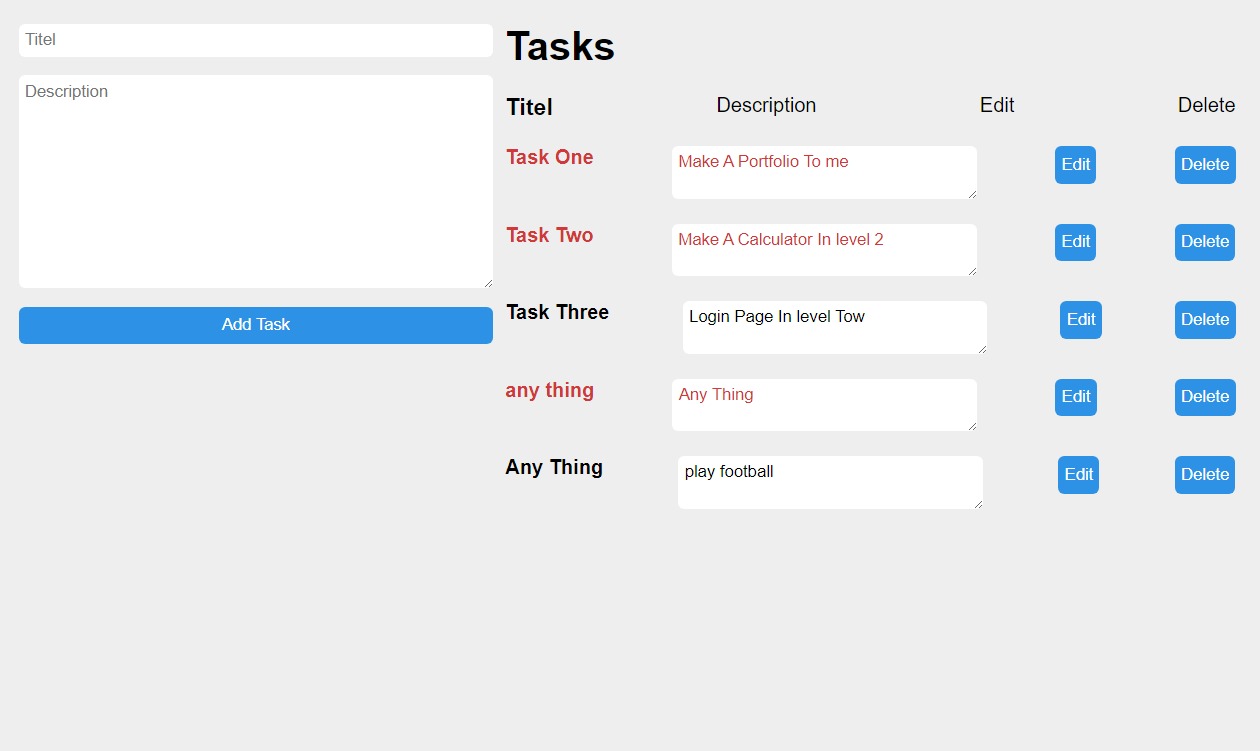 Titel
Description
Add Task
Tasks
Titel Description Edit Delete
Task One Make A Portfolio To me Edit Delete
Task Two Make A Calculator In level 2 Edit Delete
Task Three Login Page In level Tow Edit Delete
any thing Any Thing Edit Delete
Any Thing play football Edit Delete